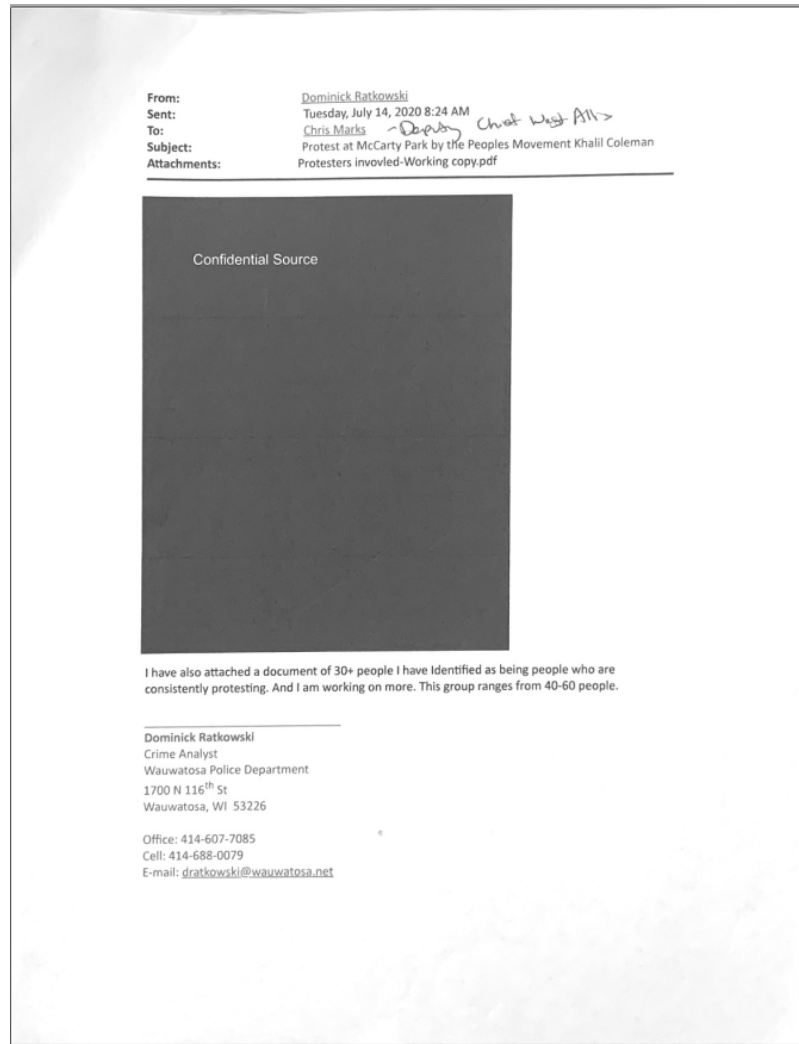 From: Dominick Ratkowski
Sent: Tuesday, July 14, 2020 8:24 AM
To: Chris Marks - Deputy Chief West Allis
Subject: Protest at McCarty Park by the Peoples Movement Khalil Coleman
Attachments: Protesters invovled-Working copy.pdf
Confidential Source
I have also attached a document of 30+ people I have Identified as being people who are
consistently protesting. And I am working on more. This group ranges from 40-60 people.
Dominick Ratkowski
Crime Analyst
Wauwatosa Police Department
1700 N 116th St
Wauwatosa, WI 53226
Office: 414-607-7085
Cell: 414-688-0079
E-mail: dratkowski@wauwatosa.net